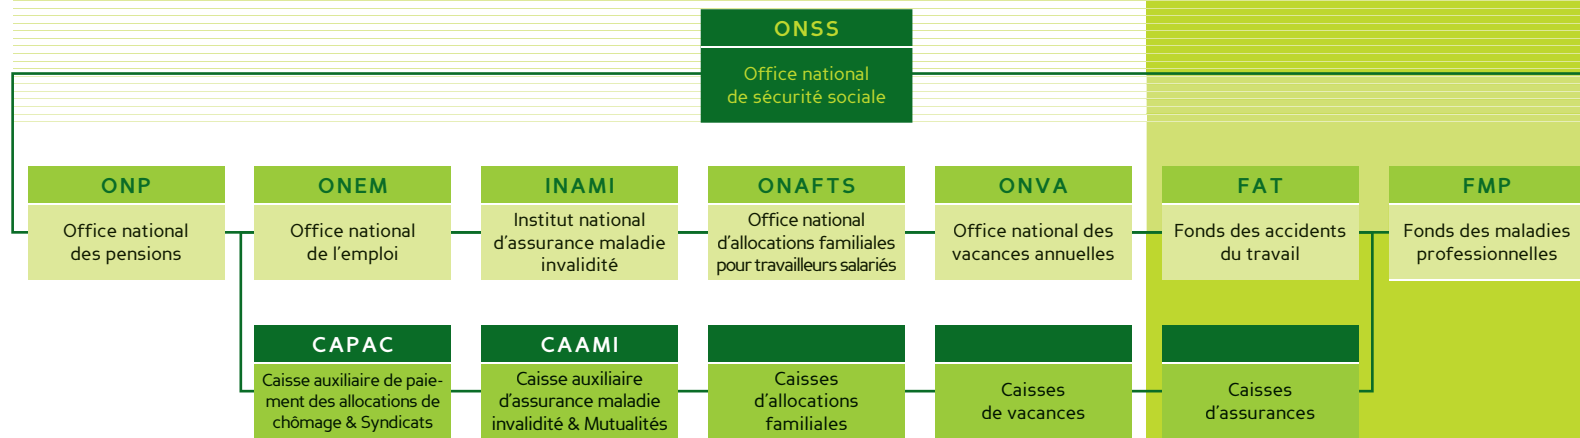 ONSS
Office national
de sécurité sociale
ONP
Office national
des pensions
ONEM
Office national
de l'emploi
INAMI
Institut national
d'assurance maladie
invalidité
ONAFTS
Office national
d'allocations familiales
pour travailleurs salariés
ONVA
Office national des
vacances annuelles
FAT
Fonds des accidents
du travail
FMP
Fonds des maladies
professionnelles
CAPAC
Caisse auxiliaire de paie-
ment des allocations de
chômage & Syndicats
CAAMI
Caisse auxiliaire
d'assurance maladie
invalidité & Mutualités
Caisses
d'allocations
familiales
Caisses
de vacances
Caisses
d'assurances